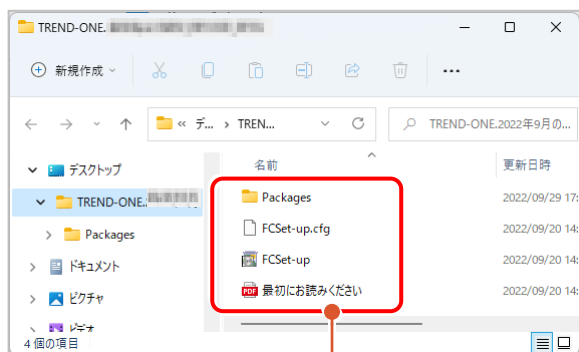 TREND-ONE.
新規作成
« デ... › TREN...
TREND-ONE.2022年9月の...
デスクトップ
TREND-ONE.
Packages
ドキュメント
ピクチャ
ビデオ
名前
更新日時
Packages
2022/09/29 17:
FCSet-up.cfg
2022/09/20 14:
FCSet-up
2022/09/20 14:
PDF
最初にお読みください
2022/09/20 14:
4 個の項目